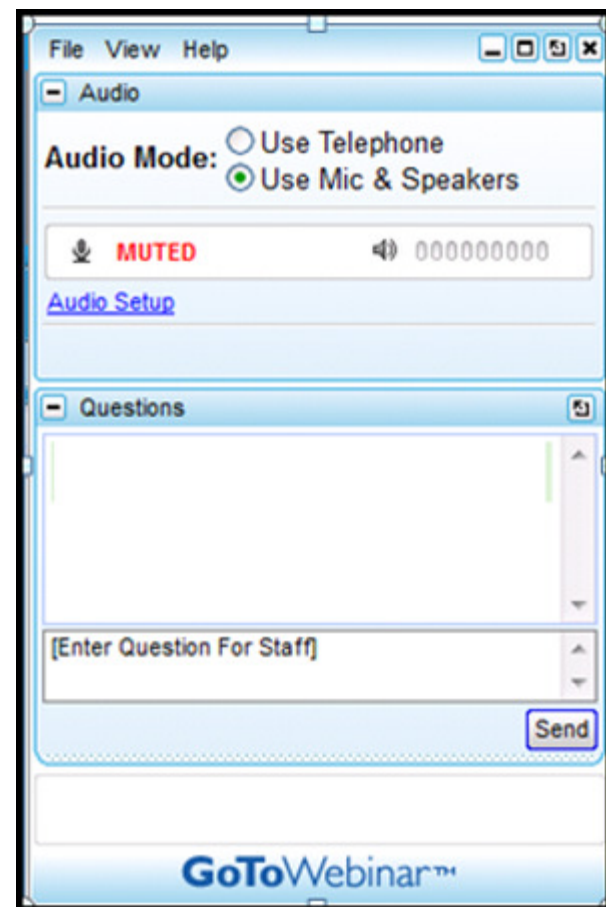 File View Help
Audio
Audio Mode:
Use Telephone
Use Mic & Speakers
MUTED 000000000
Audio Setup
Questions
[Enter Question For Staff]
Send
GoToWebinar™